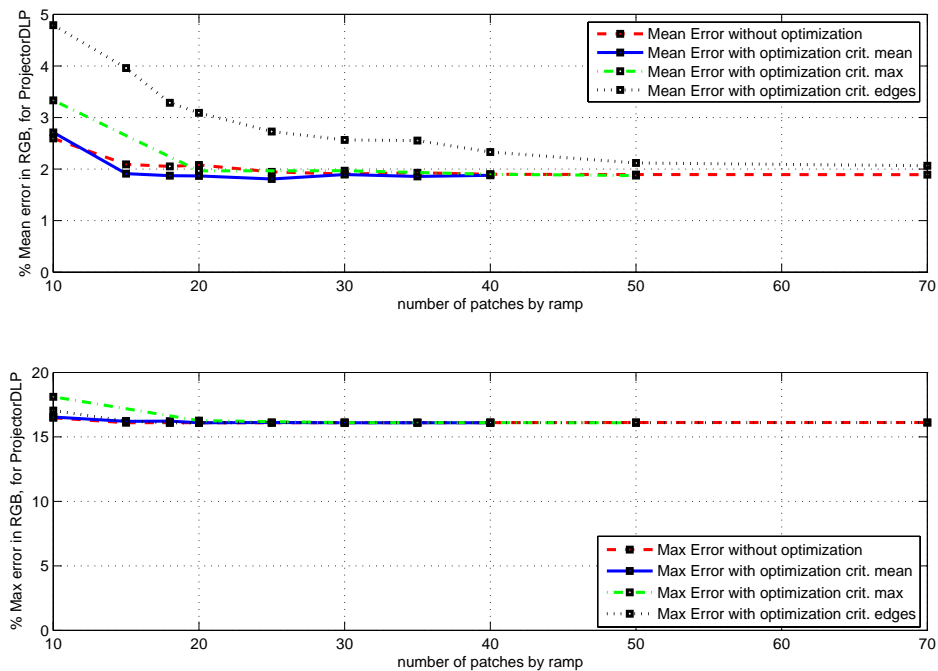 % Mean error in RGB, for ProjectorDLP
5
4
3
2
1
0
Mean Error without optimization
Mean Error with optimization crit. mean
Mean Error with optimization crit. max
Mean Error with optimization crit. edges
10 20 30 40 50 60 70
number of patches by ramp
% Max error in RGB, for ProjectorDLP
20
15
10
5
0
Max Error without optimization
Max Error with optimization crit. mean
Max Error with optimization crit. max
Max Error with optimization crit. edges
10 20 30 40 50 60 70
number of patches by ramp